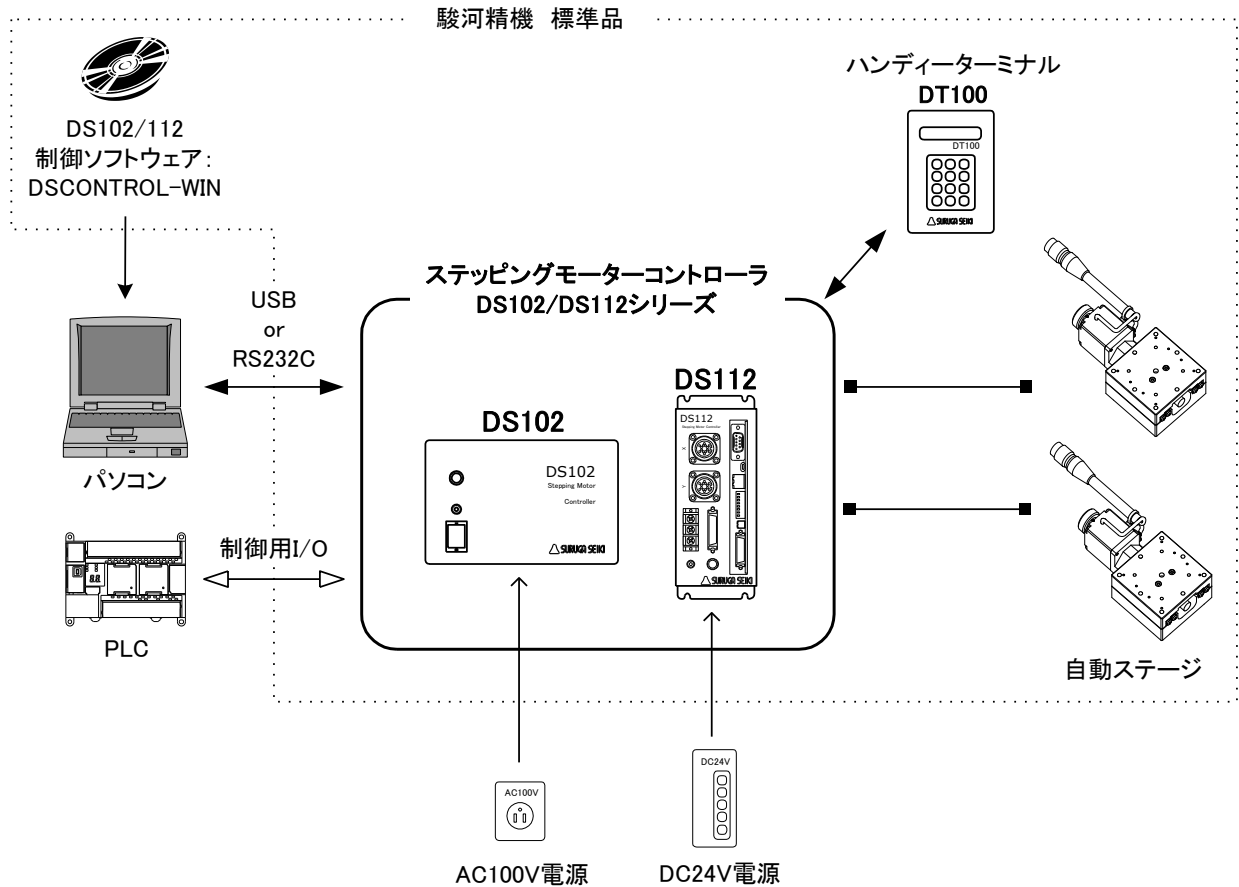 駿河精機 標準品
DS102/112
制御ソフトウェア:
DSCONTROL-WIN
ハンディーターミナル
DT100
DT100
SURUGA SEIKI
ステッピングモーターコントローラ
DS102/DS112シリーズ
USB
or
RS232C
パソコン
DS102
DS102
Stepping Motor
Controller
SURUGA SEIKI
DS112
DS112
Stepping Motor Controller
X
Y
SURUGA SEIKI
制御用I/O
PLC
自動ステージ
AC100V
AC100V電源
DC24V
DC24V電源